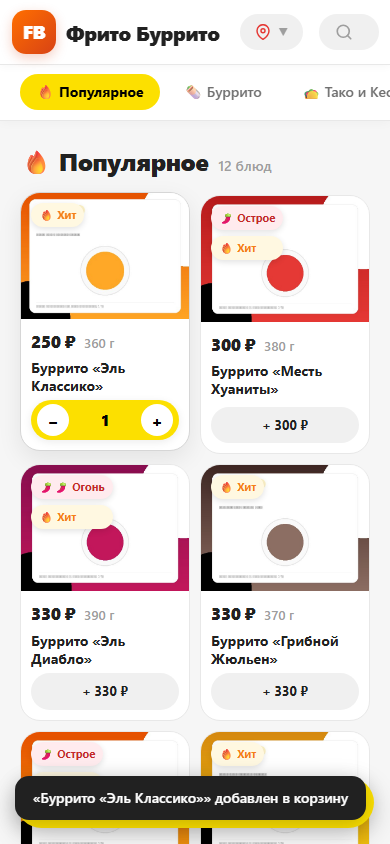 FB Фрито Буррито
Популярное Буррито Тако и Кес
Популярное 12 блюд
Хит
250 ₽ 360 г
Буррито «Эль
Классико»
– 1 +
Острое
Хит
300 ₽ 380 г
Буррито «Месть
Хуаниты»
+ 300 ₽
Огонь
Хит
330 ₽ 390 г
Буррито «Эль
Диабло»
+ 330 ₽
Хит
330 ₽ 370 г
Буррито «Грибной
Жюльен»
+ 330 ₽
Острое
Хит
«Буррито «Эль Классико»» добавлен в корзину